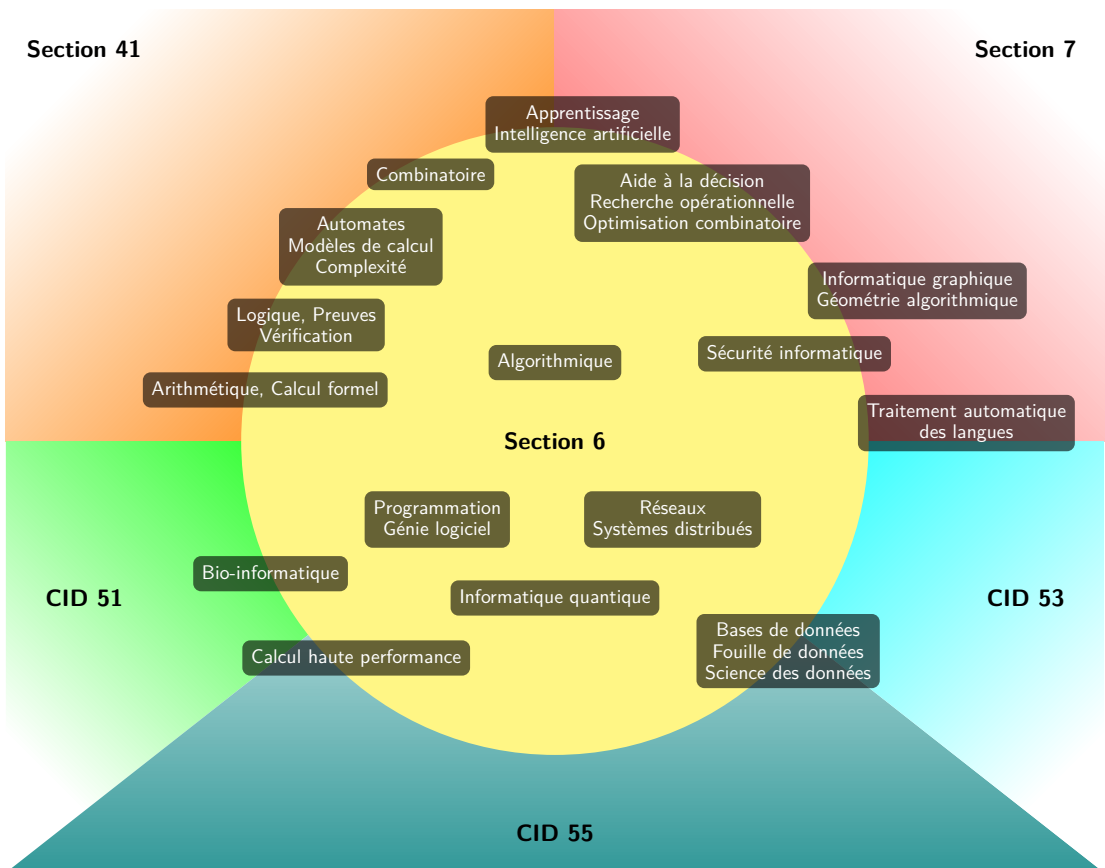 Section 41
Section 7
Apprentissage
Intelligence artificielle
Combinatoire
Aide à la décision
Recherche opérationnelle
Optimisation combinatoire
Automates
Modèles de calcul
Complexité
Informatique graphique
Géométrie algorithmique
Logique, Preuves
Vérification
Algorithmique
Sécurité informatique
Arithmétique, Calcul formel
Traitement automatique
des langues
Section 6
Programmation
Génie logiciel
Réseaux
Systèmes distribués
Bio-informatique
CID 51
Informatique quantique
CID 53
Bases de données
Fouille de données
Science des données
Calcul haute performance
CID 55